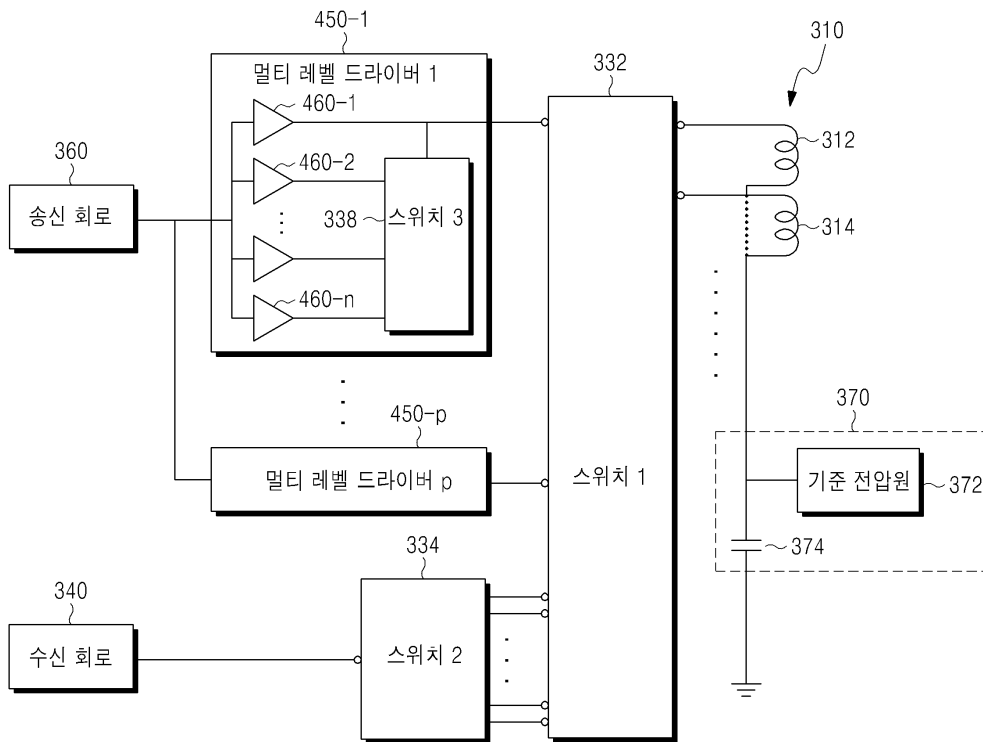 450-1
310
멀티 레벨 드라이버 1
332
460-1
312
360
460-2
송신 회로
338
스위치 3
314
460-n
370
450-p
기준 전압원
372
멀티 레벨 드라이버 p
스위치 1
374
334
340
수신 회로
스위치 2